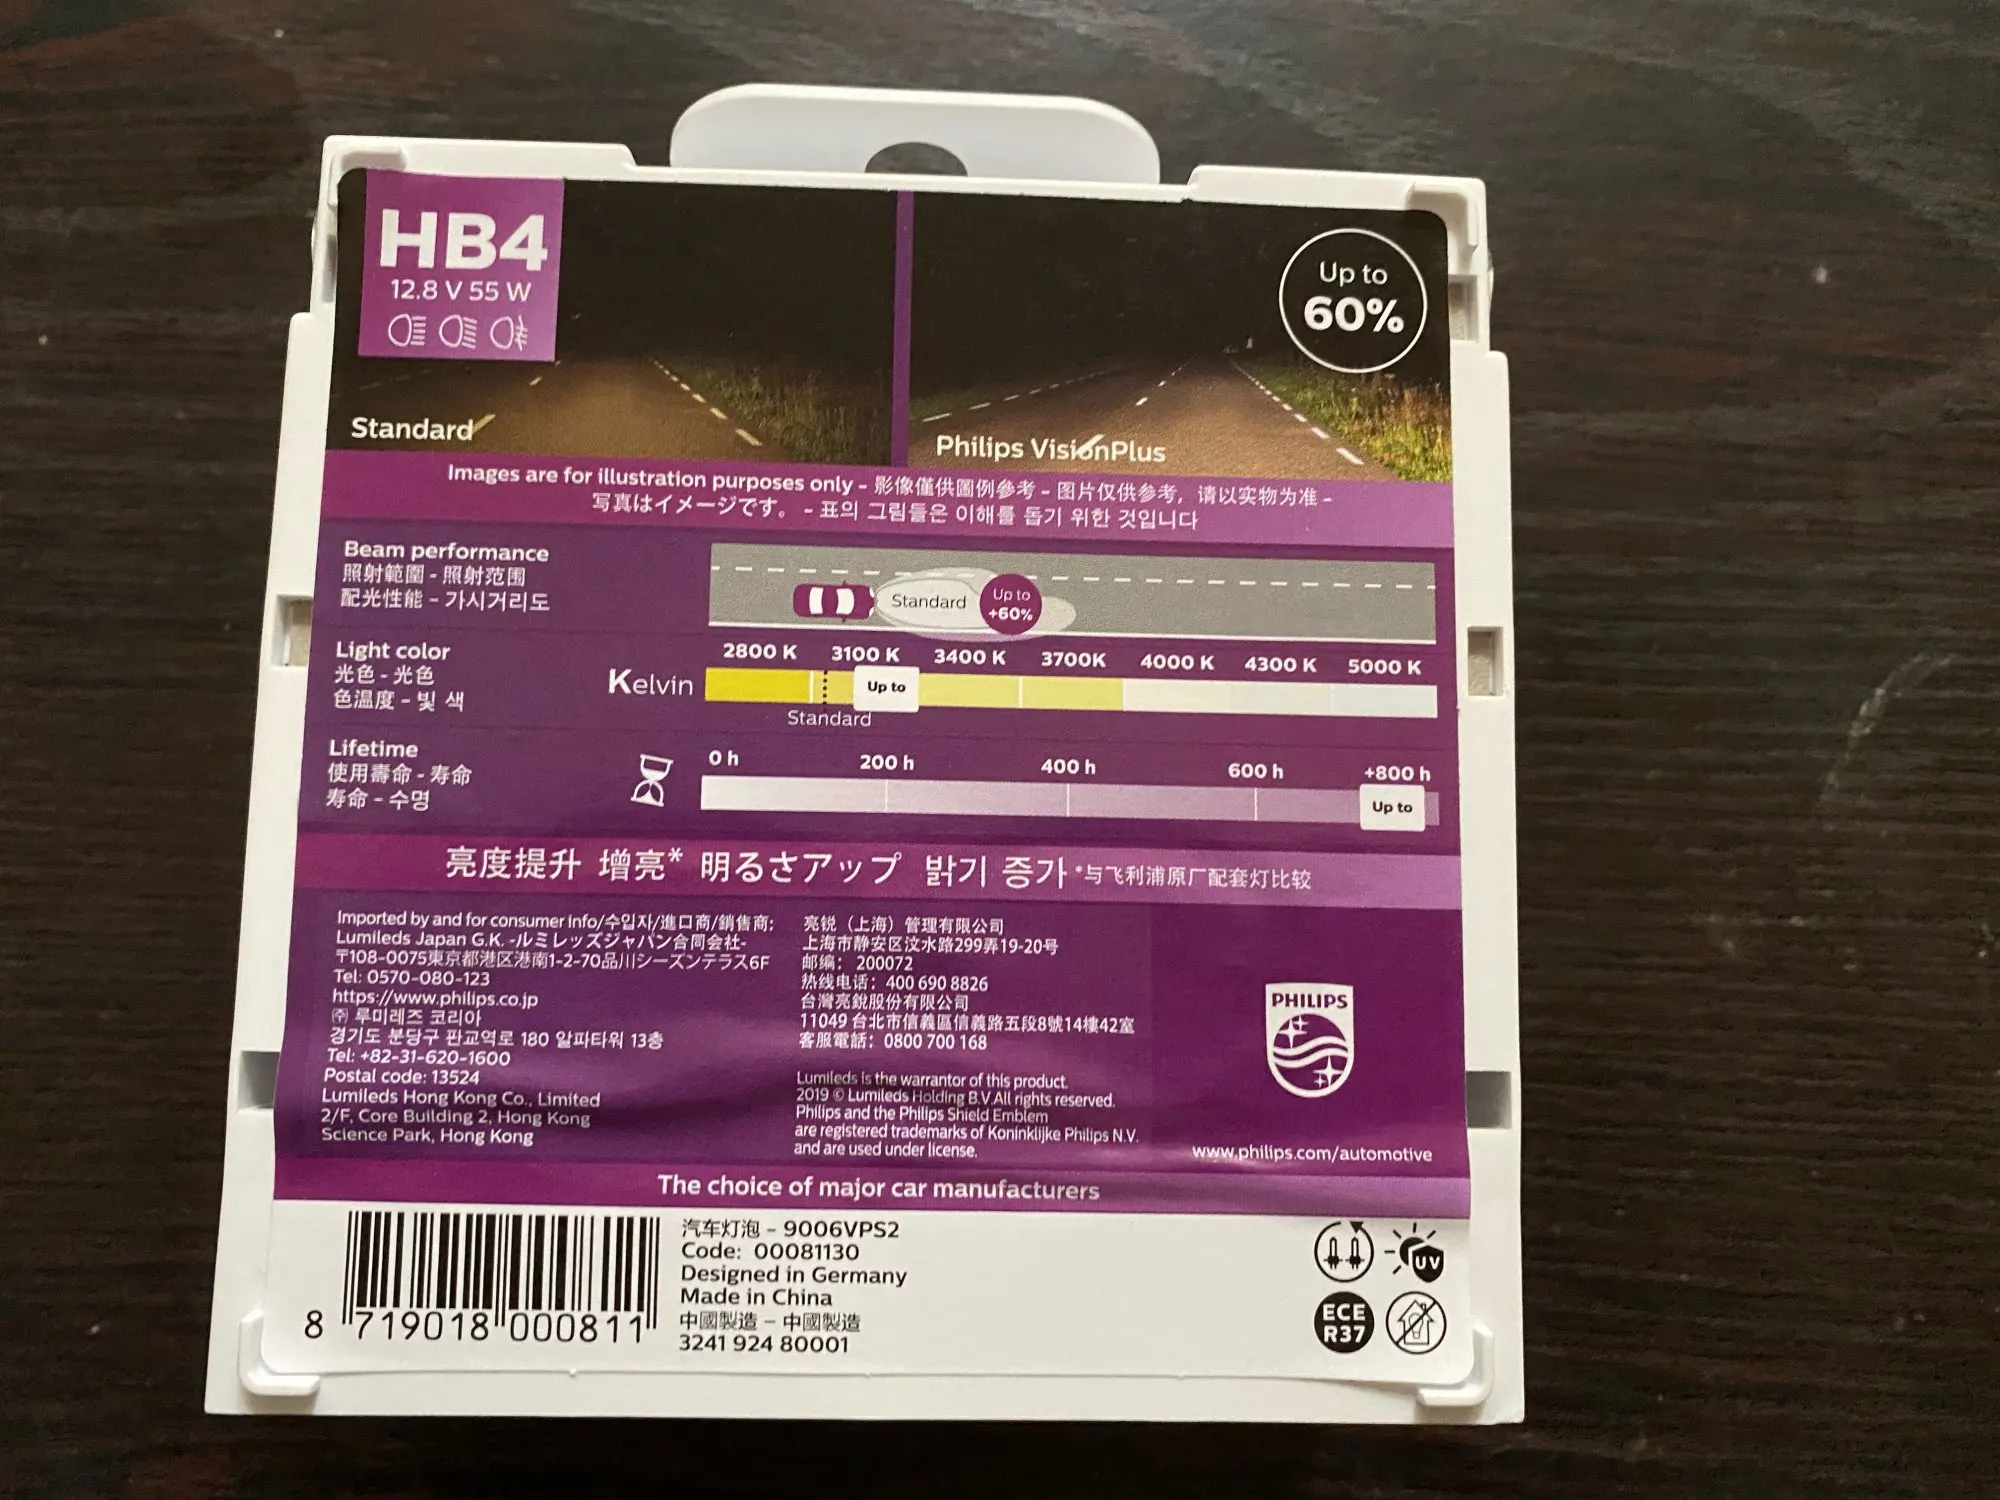 HB4
12.8 V 55 W
Up to
60%
Standard
Philips VisionPlus
Images are for illustration purposes only - 影像僅供圖例參考 - 图片仅供参考, 请以实物为准 -
写真はイメージです。 - 표의 그림들은 이해를 돕기 위한 것입니다
Beam performance
照射範圍 - 照射范围
配光性能 - 가시거리도
Standard
Up to
+60%
Light color
光色 - 光色
色温度 - 빛 색
Kelvin
2800 K 3100 K 3400 K 3700K 4000 K 4300 K 5000 K
Up to
Standard
Lifetime
使用壽命 - 寿命
寿命 - 수명
0 h 200 h 400 h 600 h +800 h
Up to
亮度提升 增亮* 明るさアップ 밝기 증가 *与飞利浦原厂配套灯比较
Imported by and for consumer info/수입자/進口商/銷售商:
Lumileds Japan G.K. -ルミレッズジャパン合同会社-
〒108-0075東京都港区港南1-2-70品川シーズンテラス6F
Tel: 0570-080-123
https://www.philips.co.jp
㈜ 루미레즈 코리아
경기도 분당구 판교역로 180 알파타워 13층
Tel: +82-31-620-1600
Postal code: 13524
Lumileds Hong Kong Co., Limited
2/F, Core Building 2, Hong Kong
Science Park, Hong Kong
亮锐（上海）管理有限公司
上海市静安区汶水路299弄19-20号
邮编： 200072
热线电话： 400 690 8826
台灣亮銳股份有限公司
11049 台北市信義區信義路五段8號14樓42室
客服電話： 0800 700 168
Lumileds is the warrantor of this product.
2019 © Lumileds Holding B.V.All rights reserved.
Philips and the Philips Shield Emblem
are registered trademarks of Koninklijke Philips N.V.
and are used under license.
PHILIPS
www.philips.com/automotive
The choice of major car manufacturers
8 719018 000811
汽车灯泡 - 9006VPS2
Code: 00081130
Designed in Germany
Made in China
中國製造 - 中國製造
3241 924 80001
UV
ECE
R37